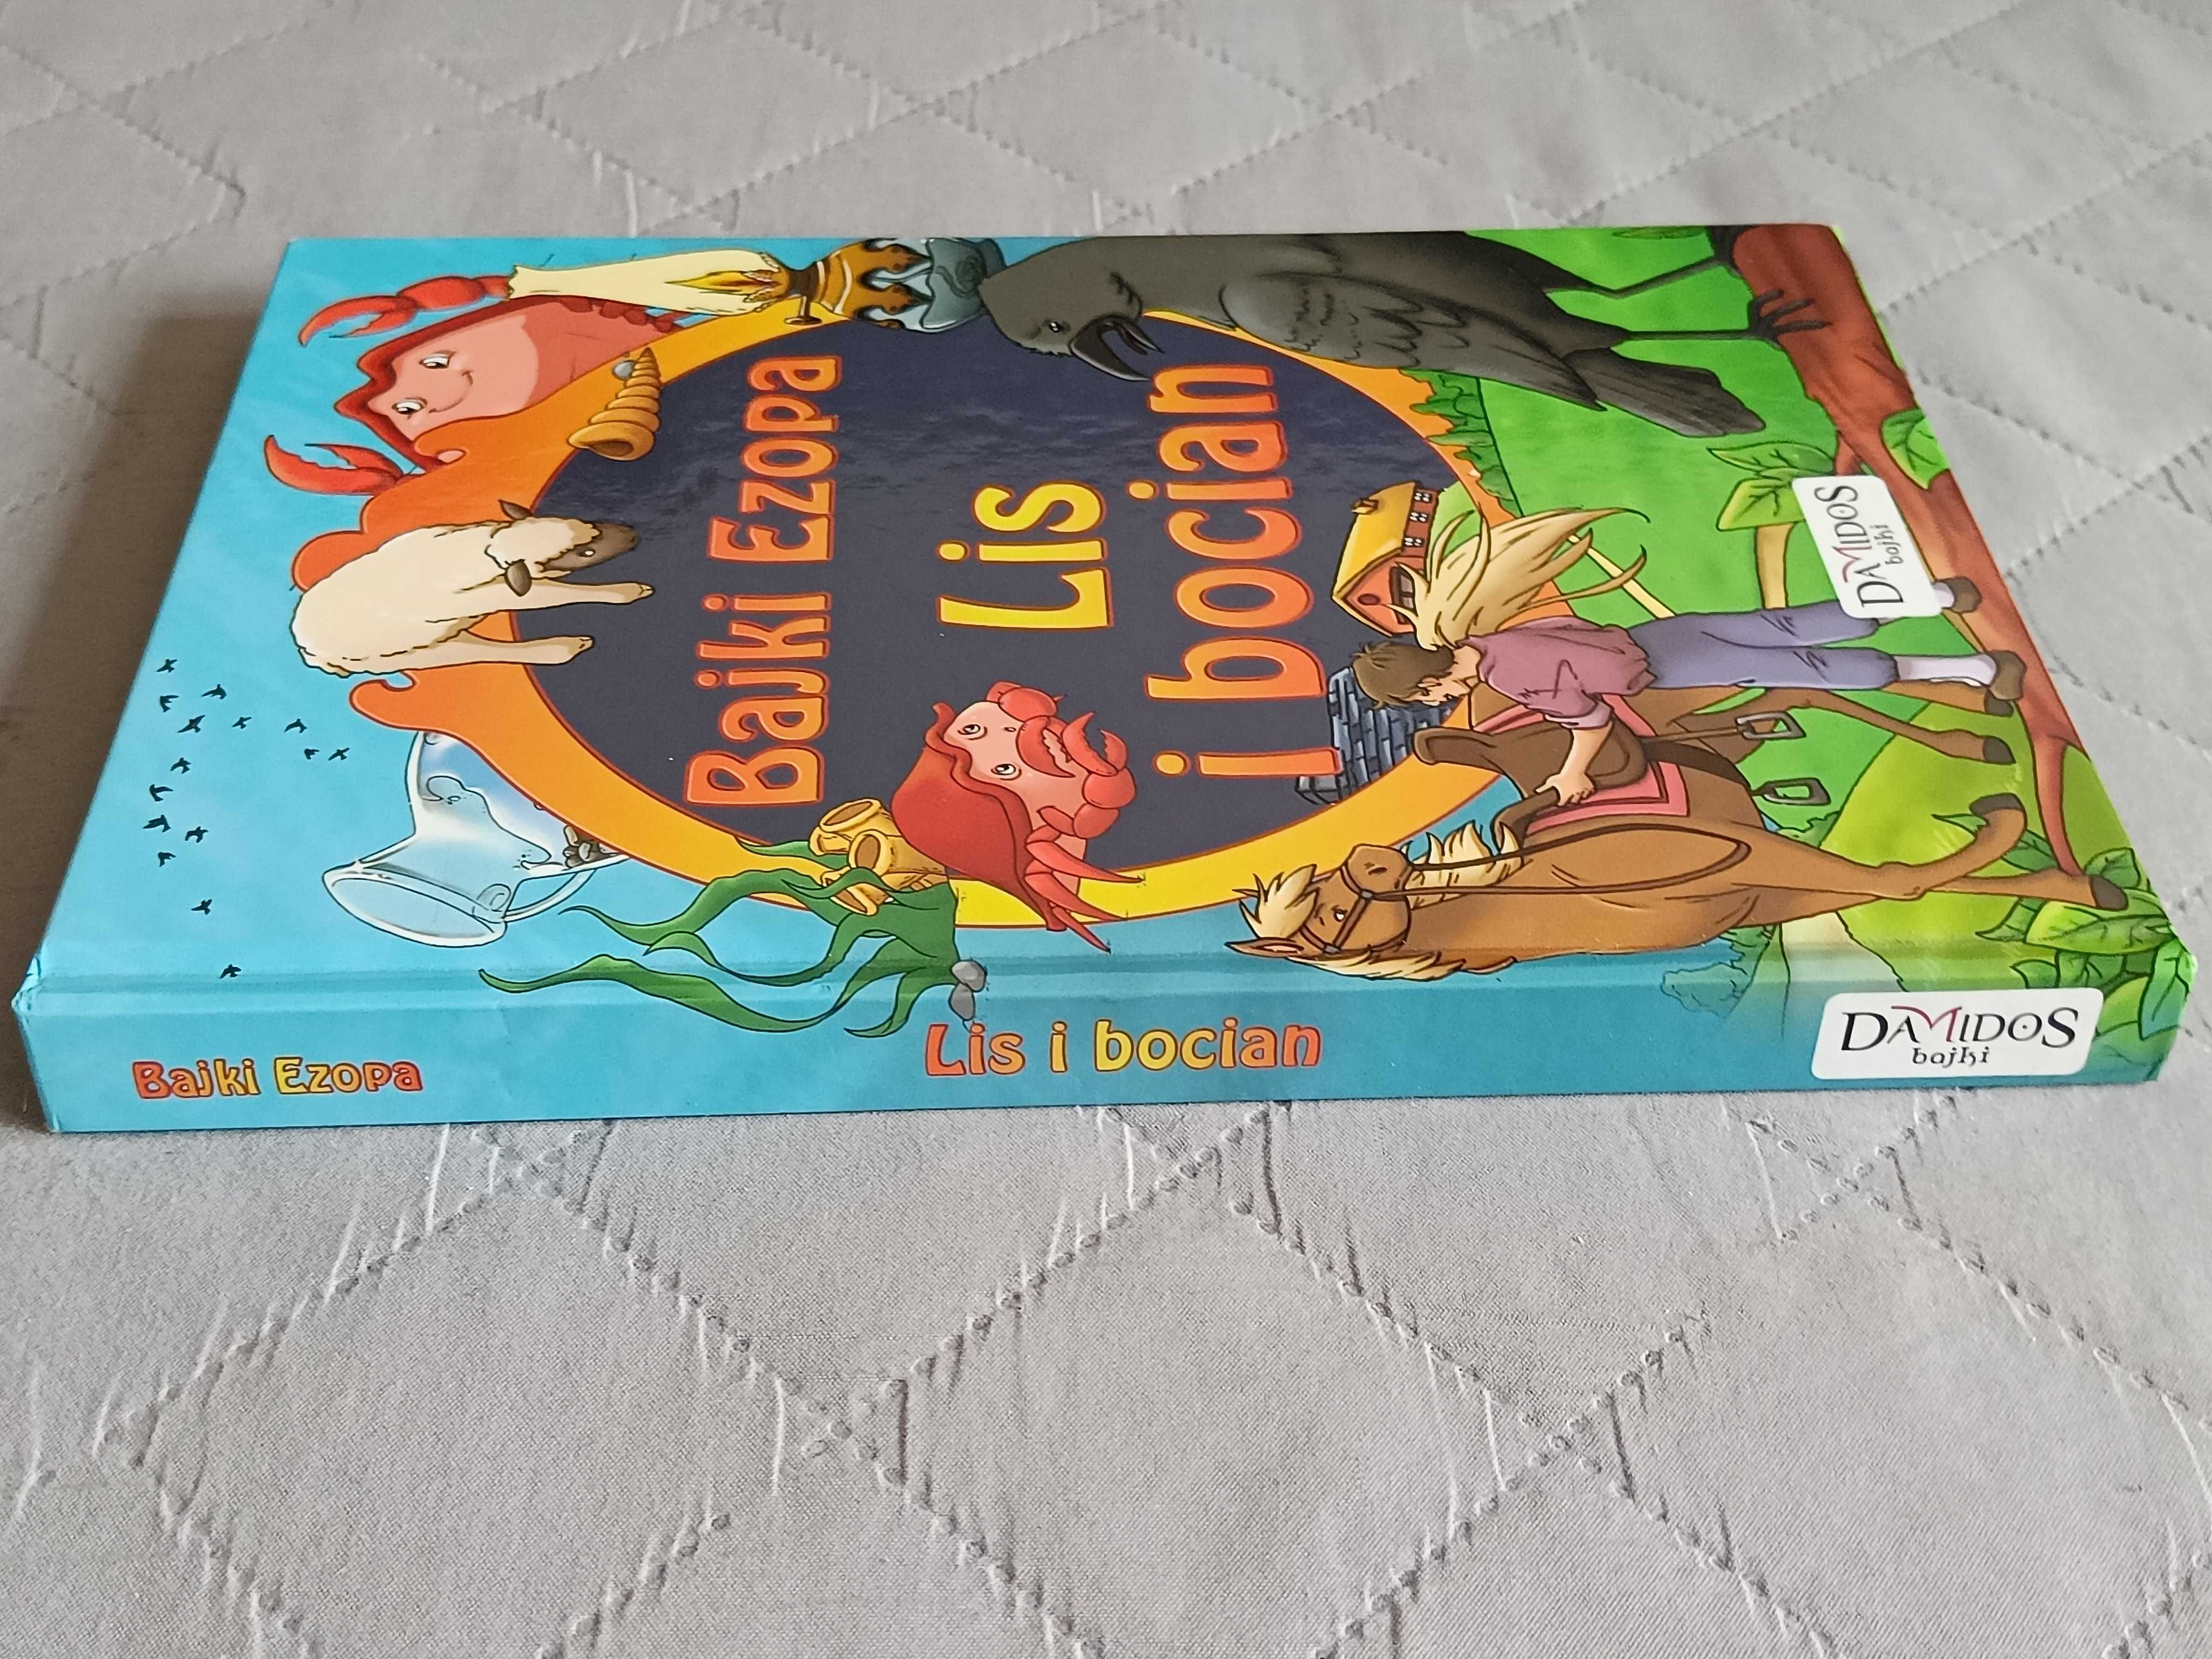 Bajki Ezopa
Lis
i bocian
DAMIDOS
bajki
Bajki Ezopa
Lis i bocian
DAMIDOS
bajki